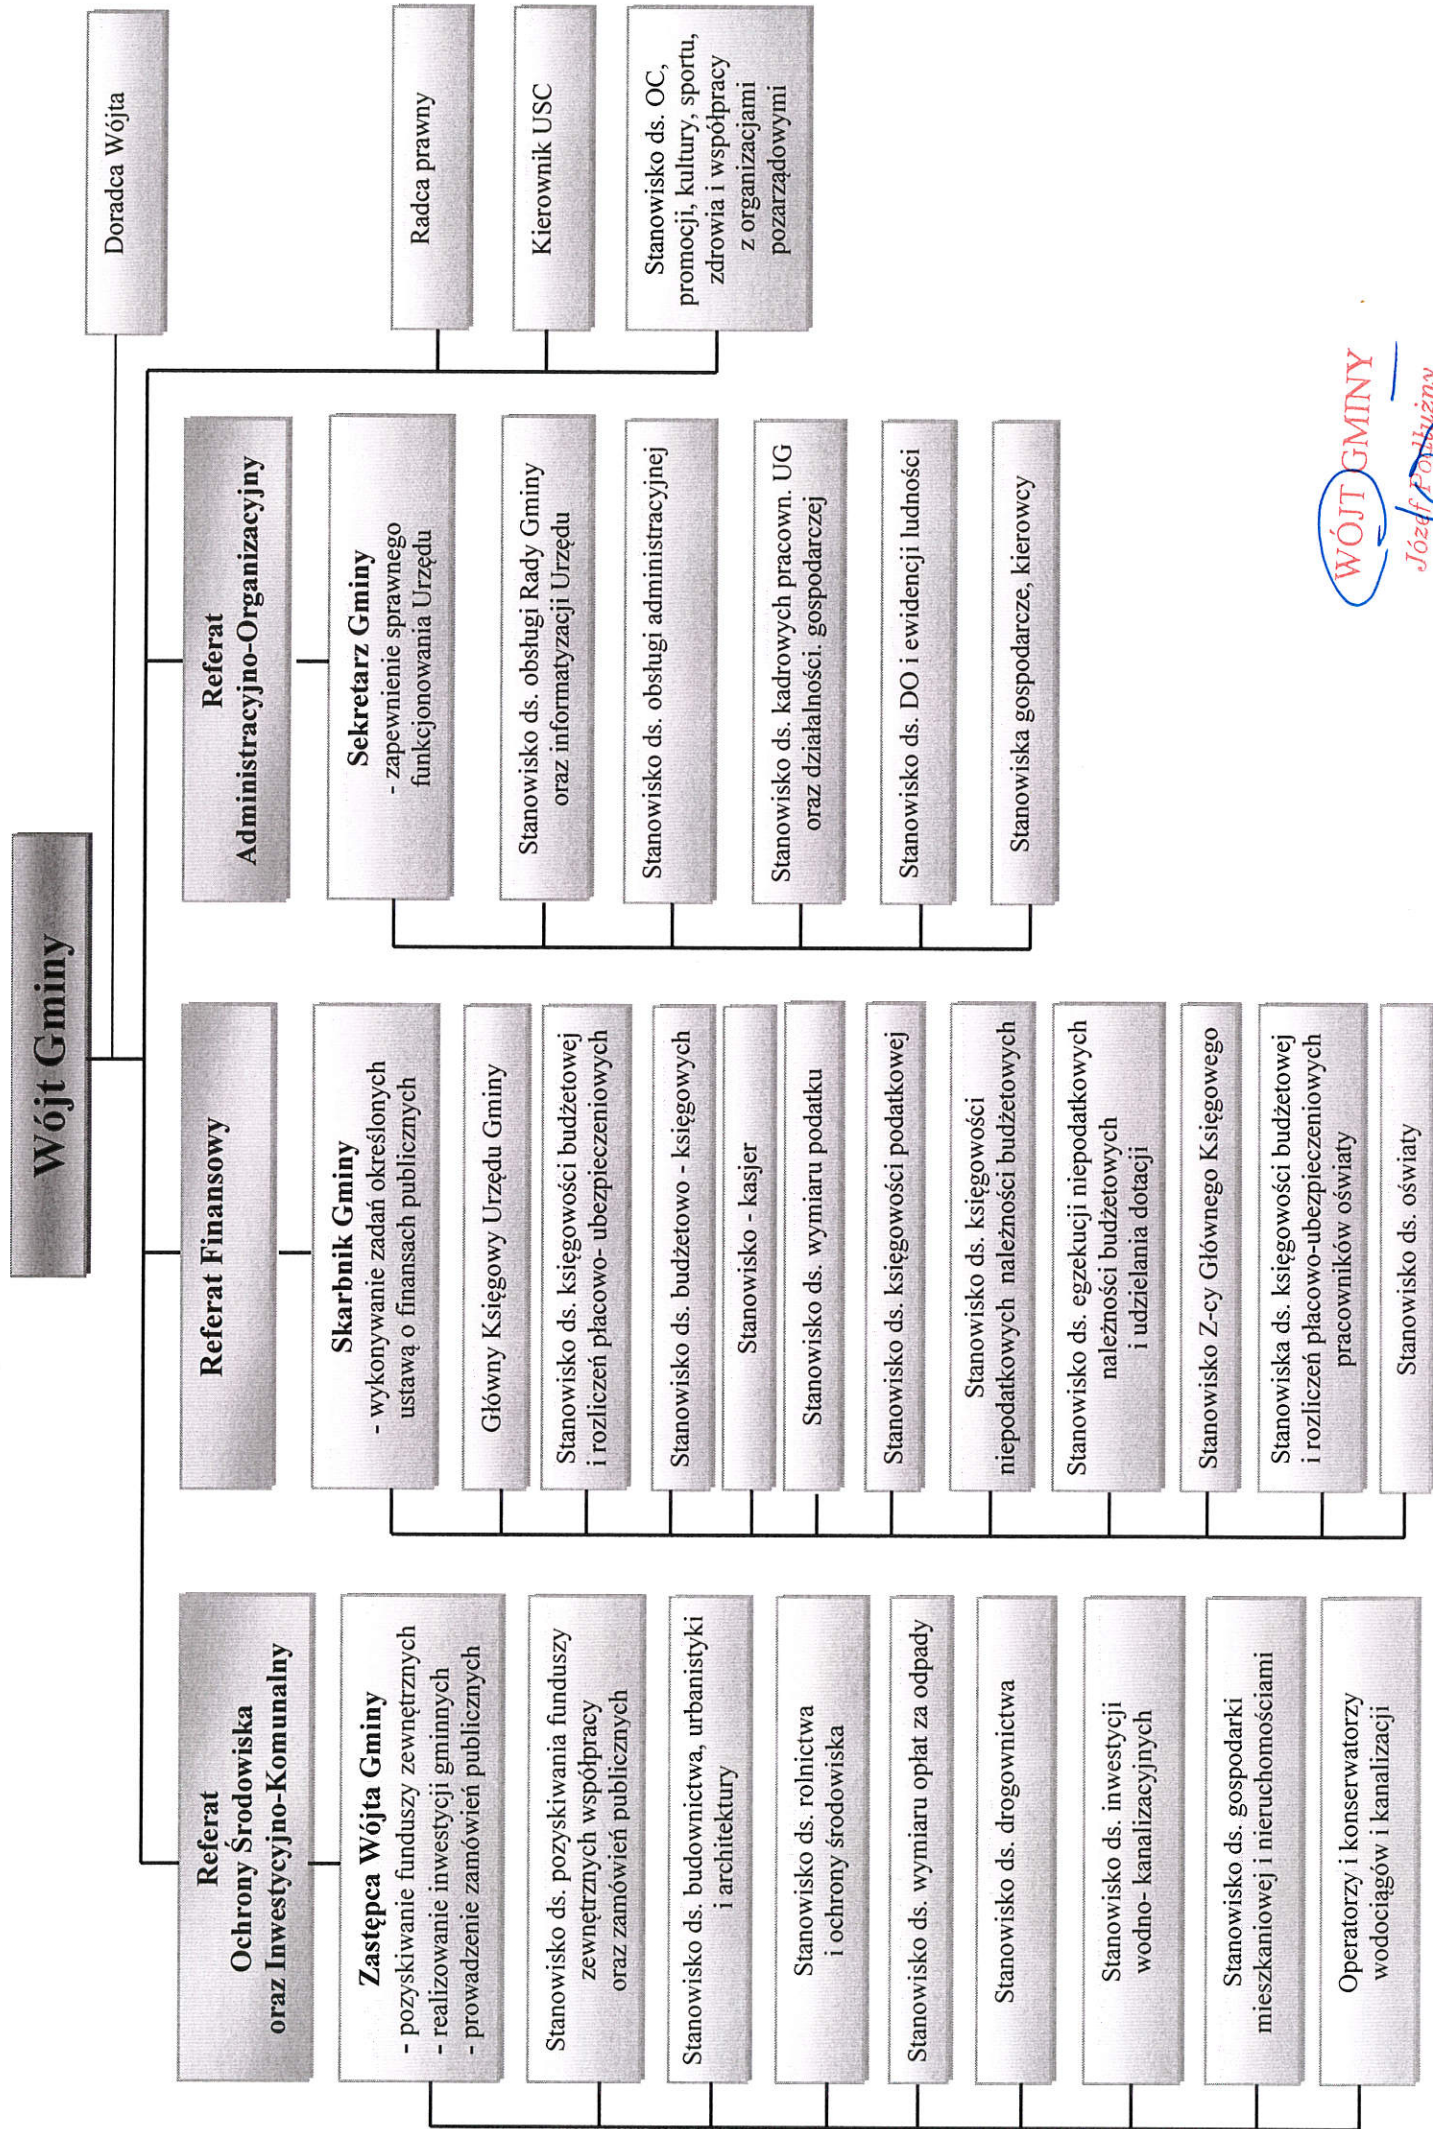 Wójt Gminy
Doradca Wójta
Referat
Ochrony Środowiska
oraz Inwestycyjno-Komunalny
Zastępca Wójta Gminy
- pozyskiwanie funduszy zewnętrznych
- realizowanie inwestycji gminnych
- prowadzenie zamówień publicznych
Stanowisko ds. pozyskiwania funduszy
zewnętrznych współpracy
oraz zamówień publicznych
Stanowisko ds. budownictwa, urbanistyki
i architektury
Stanowisko ds. rolnictwa
i ochrony środowiska
Stanowisko ds. wymiaru opłat za odpady
Stanowisko ds. drogownictwa
Stanowisko ds. inwestycji
wodno- kanalizacyjnych
Stanowisko ds. gospodarki
mieszkaniowej i nieruchomościami
Operatorzy i konserwatorzy
wodociągów i kanalizacji
Referat Finansowy
Skarbnik Gminy
- wykonywanie zadań określonych
ustawą o finansach publicznych
Główny Księgowy Urzędu Gminy
Stanowisko ds. księgowości budżetowej
i rozliczeń płacowo- ubezpieczeniowych
Stanowisko ds. budżetowo - księgowych
Stanowisko - kasjer
Stanowisko ds. wymiaru podatku
Stanowisko ds. księgowości podatkowej
Stanowisko ds. księgowości
niepodatkowych należności budżetowych
Stanowisko ds. egzekucji niepodatkowych
należności budżetowych
i udzielania dotacji
Stanowisko Z-cy Głównego Księgowego
Stanowiska ds. księgowości budżetowej
i rozliczeń płacowo-ubezpieczeniowych
pracowników oświaty
Stanowisko ds. oświaty
Referat
Administracyjno-Organizacyjny
Sekretarz Gminy
- zapewnienie sprawnego
funkcjonowania Urzędu
Stanowisko ds. obsługi Rady Gminy
oraz informatyzacji Urzędu
Stanowisko ds. obsługi administracyjnej
Stanowisko ds. kadrowych pracown. UG
oraz działalności. gospodarczej
Stanowisko ds. DO i ewidencji ludności
Stanowiska gospodarcze, kierowcy
Radca prawny
Kierownik USC
Stanowisko ds. OC,
promocji, kultury, sportu,
zdrowia i współpracy
z organizacjami
pozarządowymi
WÓJT GMINY
Józef